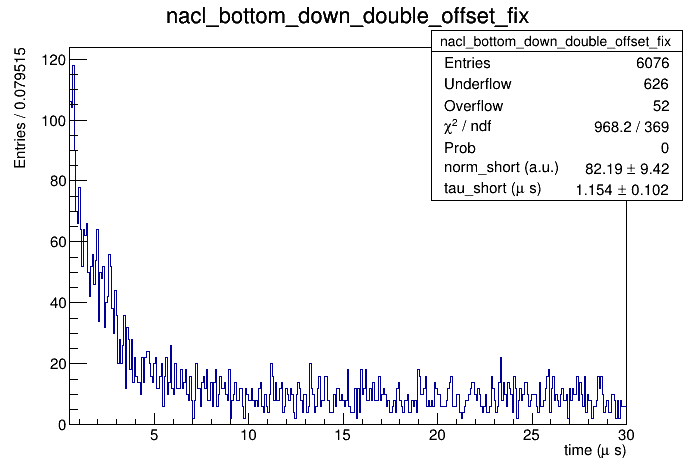 nacl_bottom_down_double_offset_fix
nacl_bottom_down_double_offset_fix
Entries 6076
Underflow 626
Overflow 52
χ² / ndf 968.2 / 369
Prob 0
norm_short (a.u.) 82.19 ± 9.42
tau_short (μ s) 1.154 ± 0.102
Entries / 0.079515
120
100
80
60
40
20
0
5 10 15 20 25 30
time (μ s)